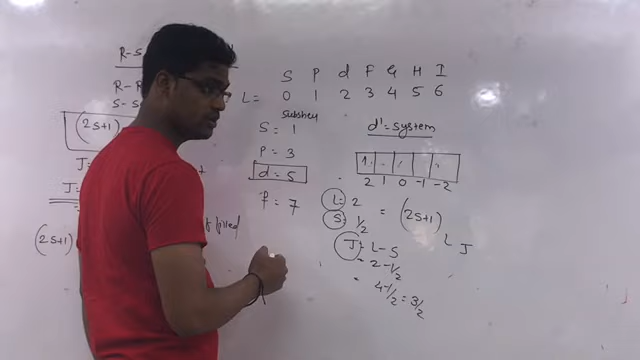 R-S
R-R
S-S
(2S+1)
J=
J=
(2S+1)
filled
S P d F G H I
L= 0 1 2 3 4 5 6
Subshell
S = 1
P = 3
d = 5
f = 7
d¹ = system
1
2 1 0 -1 -2
L= 2
S= 1/2
= (2S+1) L J
J= L-S
= 2-1/2
= 4-1/2 = 3/2